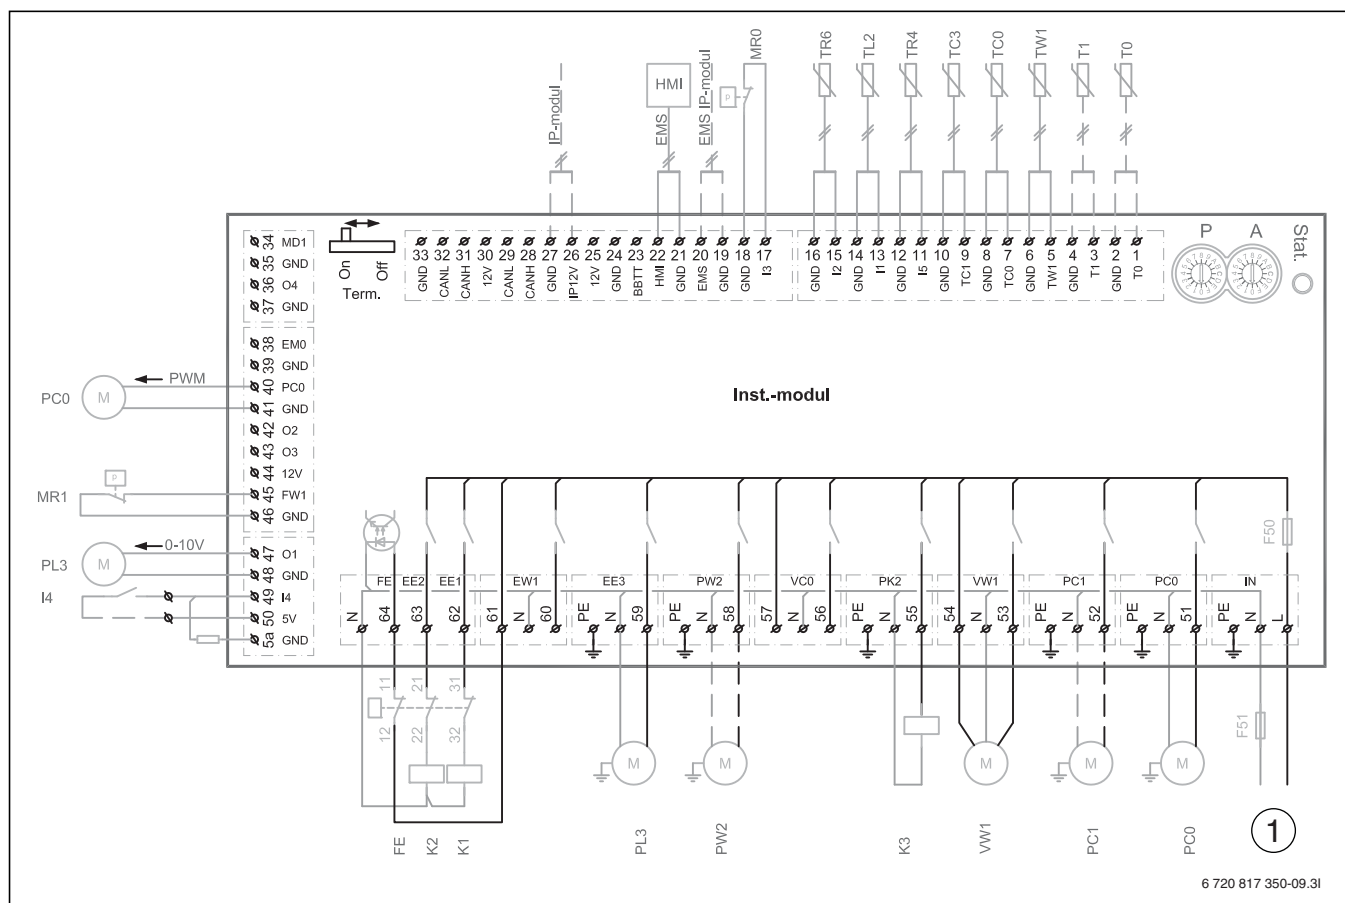 IP-modul
HMI
EMS
EMS IP-modul
MR0
P
TR6
TL2
TR4
TC3
TC0
TW1
T1
T0
34 MD1
35 GND
36 O4
37 GND
On
Off
Term.
33 GND
32 CANL
31 CANH
30 12V
29 CANL
28 CANH
27 GND
26 IP12V
25 12V
24 GND
23 BBTT
22 HMI
21 GND
20 EMS
19 GND
18 GND
17 I3
16 GND
15 I2
14 GND
13 I1
12 GND
11 I5
10 GND
9 TC1
8 GND
7 TC0
6 GND
5 TW1
4 GND
3 T1
2 GND
1 T0
P
A
Stat.
38 EM0
39 GND
40 PC0
41 GND
42 O2
43 O3
44 12V
45 FW1
46 GND
PC0
M
PWM
Inst.-modul
MR1
P
PL3
M
0-10V
47 O1
48 GND
49 I4
50 5V
5a GND
I4
F50
FE
EE2
EE1
EW1
EE3
PW2
VC0
PK2
VW1
PC1
PC0
IN
N
64
63
62
61
N
60
PE
N
59
PE
N
58
57
N
56
PE
N
55
54
N
53
PE
N
52
PE
N
51
PE
N
L
11
21
31
12
22
32
F51
M
M
M
M
M
FE
K2
K1
PL3
PW2
K3
VW1
PC1
PC0
1
6 720 817 350-09.3I